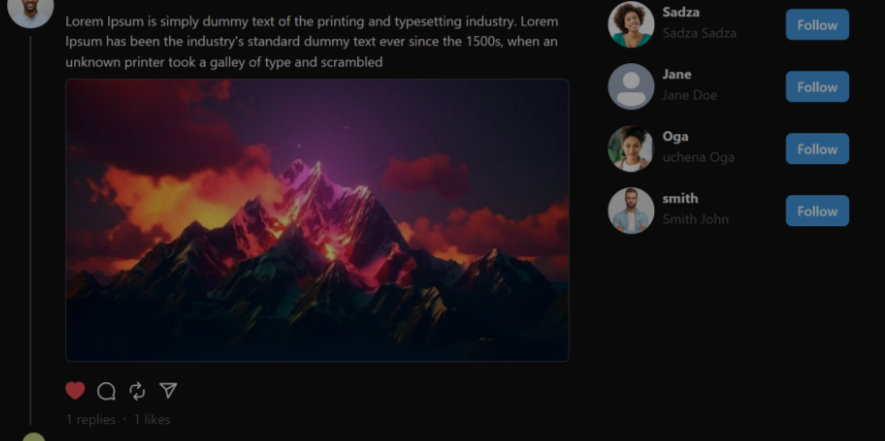 Lorem Ipsum is simply dummy text of the printing and typesetting industry. Lorem
Ipsum has been the industry's standard dummy text ever since the 1500s, when an
unknown printer took a galley of type and scrambled
1 replies · 1 likes
Sadza
Sadza Sadza
Follow
Jane
Jane Doe
Follow
Oga
uchena Oga
Follow
smith
Smith John
Follow